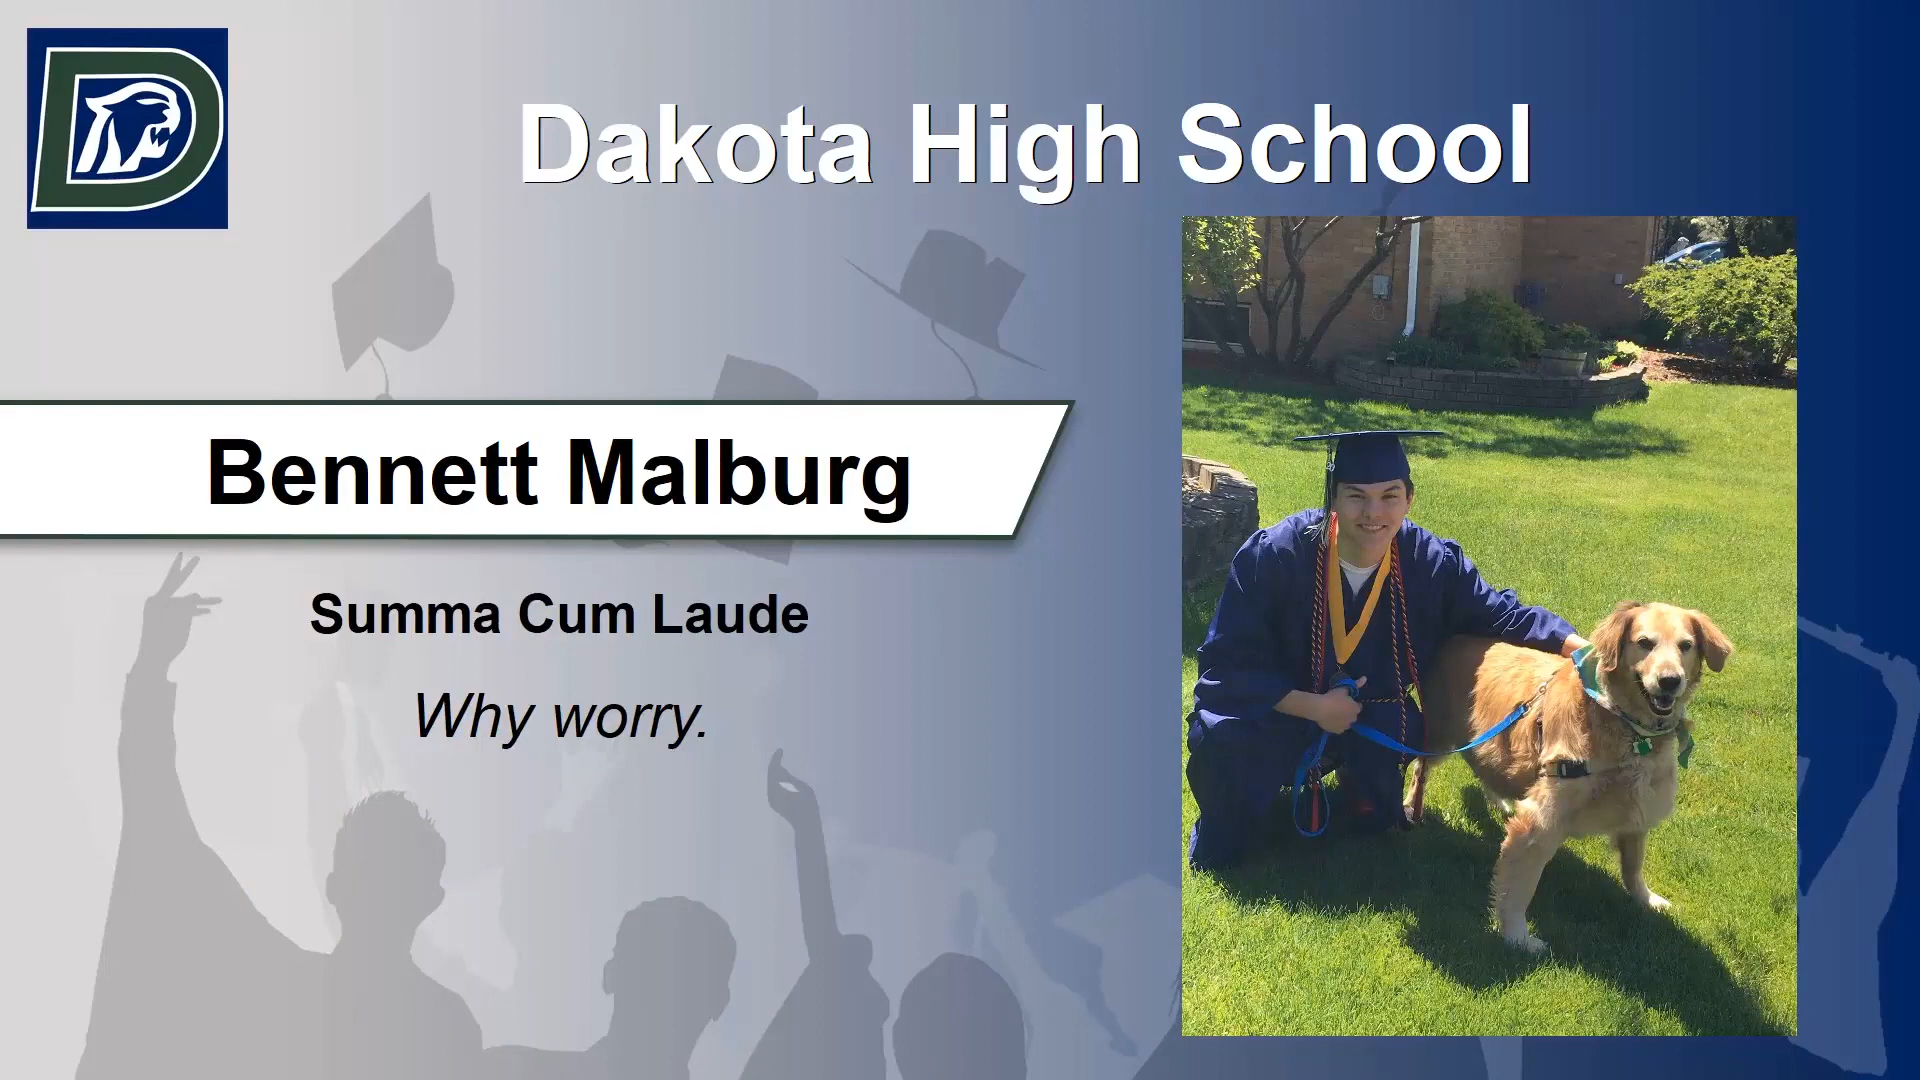 D
Dakota High School
Bennett Malburg
Summa Cum Laude
Why worry.